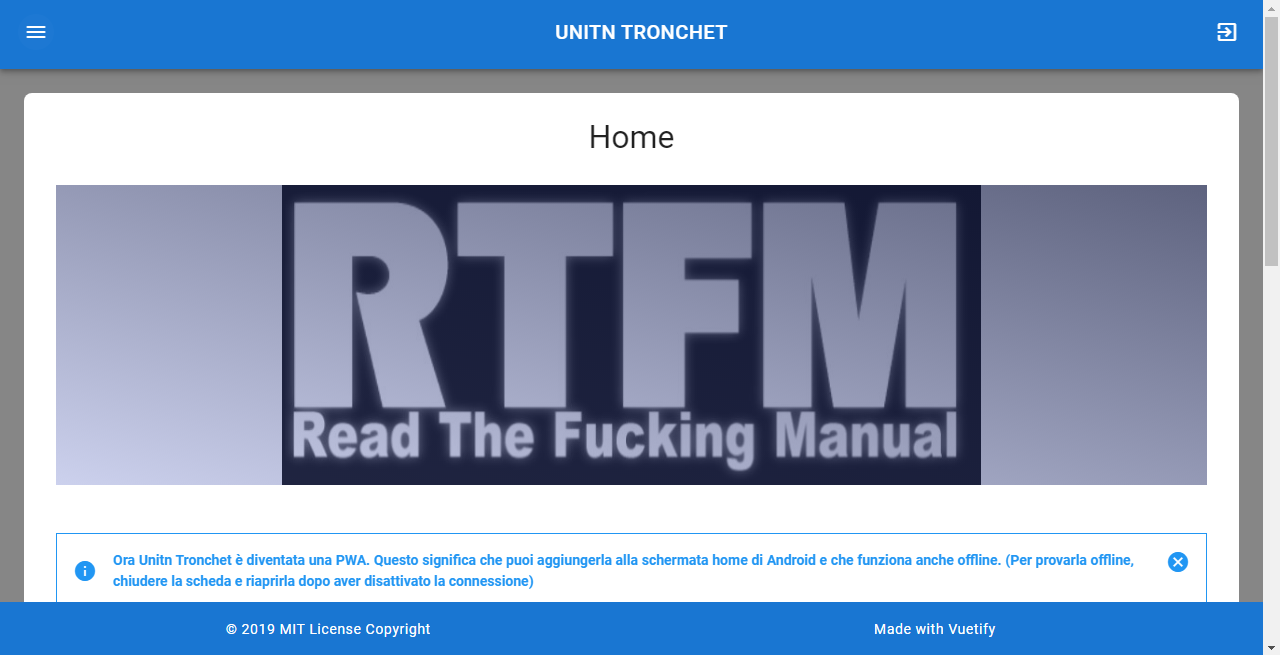 UNITN TRONCHET
Home
RTFM
Read The Fucking Manual
Ora Unitn Tronchet è diventata una PWA. Questo significa che puoi aggiungerla alla schermata home di Android e che funziona anche offline. (Per provarla offline,
chiudere la scheda e riaprirla dopo aver disattivato la connessione)
© 2019 MIT License Copyright
Made with Vuetify